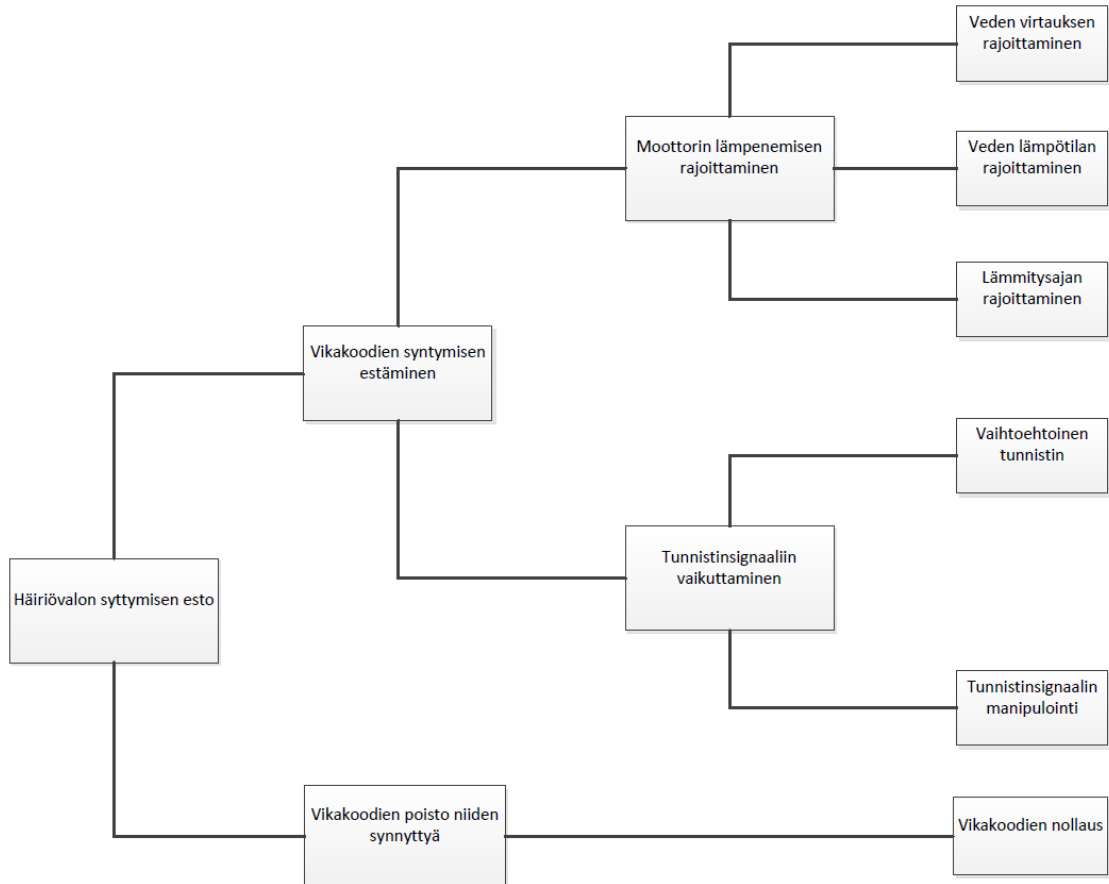 Veden virtauksen
rajoittaminen
Moottorin lämpenemisen
rajoittaminen
Veden lämpötilan
rajoittaminen
Lämmitysajan
rajoittaminen
Vikakoodien syntymisen
estäminen
Vaihtoehtoinen
tunnistin
Tunnistinsignaaliin
vaikuttaminen
Häiriövalon syttymisen esto
Tunnistinsignaalin
manipulointi
Vikakoodien poisto niiden
synnyttyä
Vikakoodien nollaus